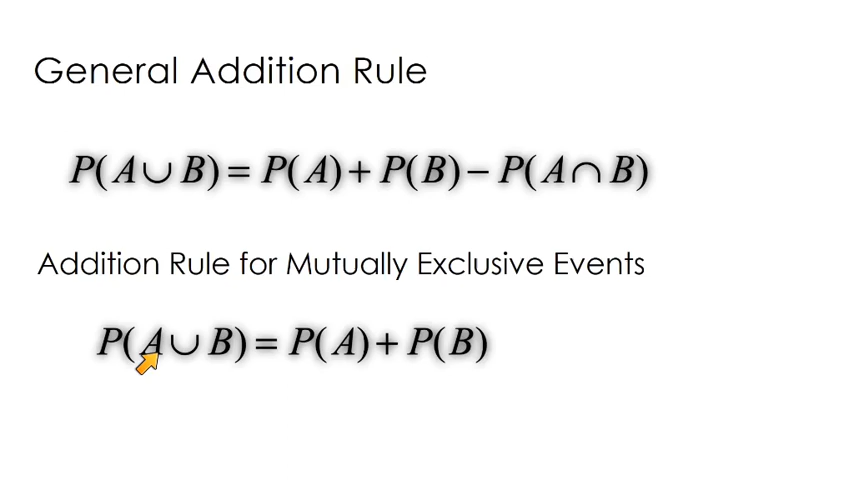 General Addition Rule
P(A ∪ B) = P(A) + P(B) − P(A ∩ B)
Addition Rule for Mutually Exclusive Events
P(A ∪ B) = P(A) + P(B)